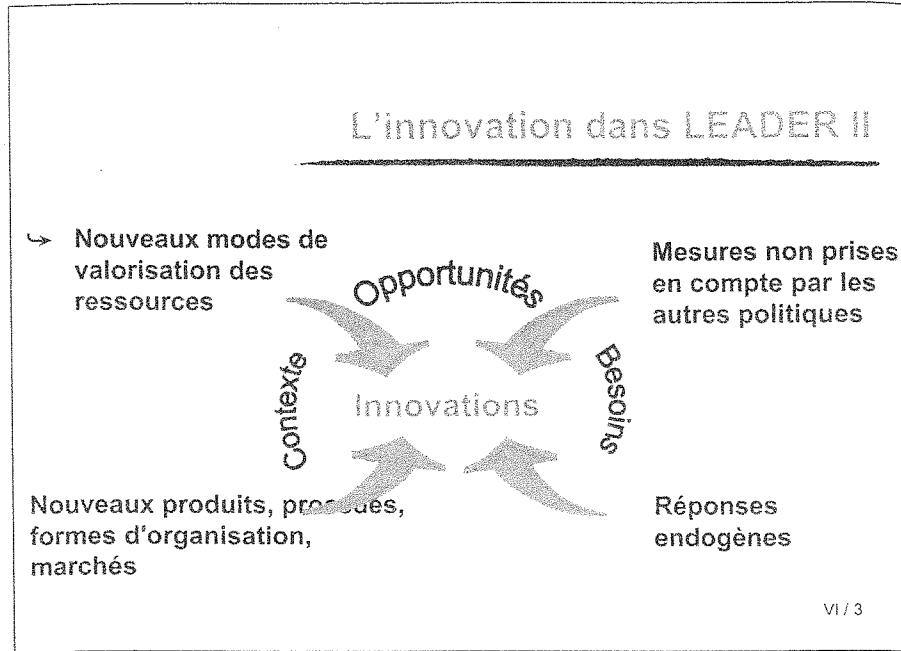 L'innovation dans LEADER II
↪ Nouveaux modes de
valorisation des
ressources
Opportunités
Mesures non prises
en compte par les
autres politiques
Contexte
Innovations
Besoins
Nouveaux produits, procédés,
formes d'organisation,
marchés
Réponses
endogènes
VI / 3